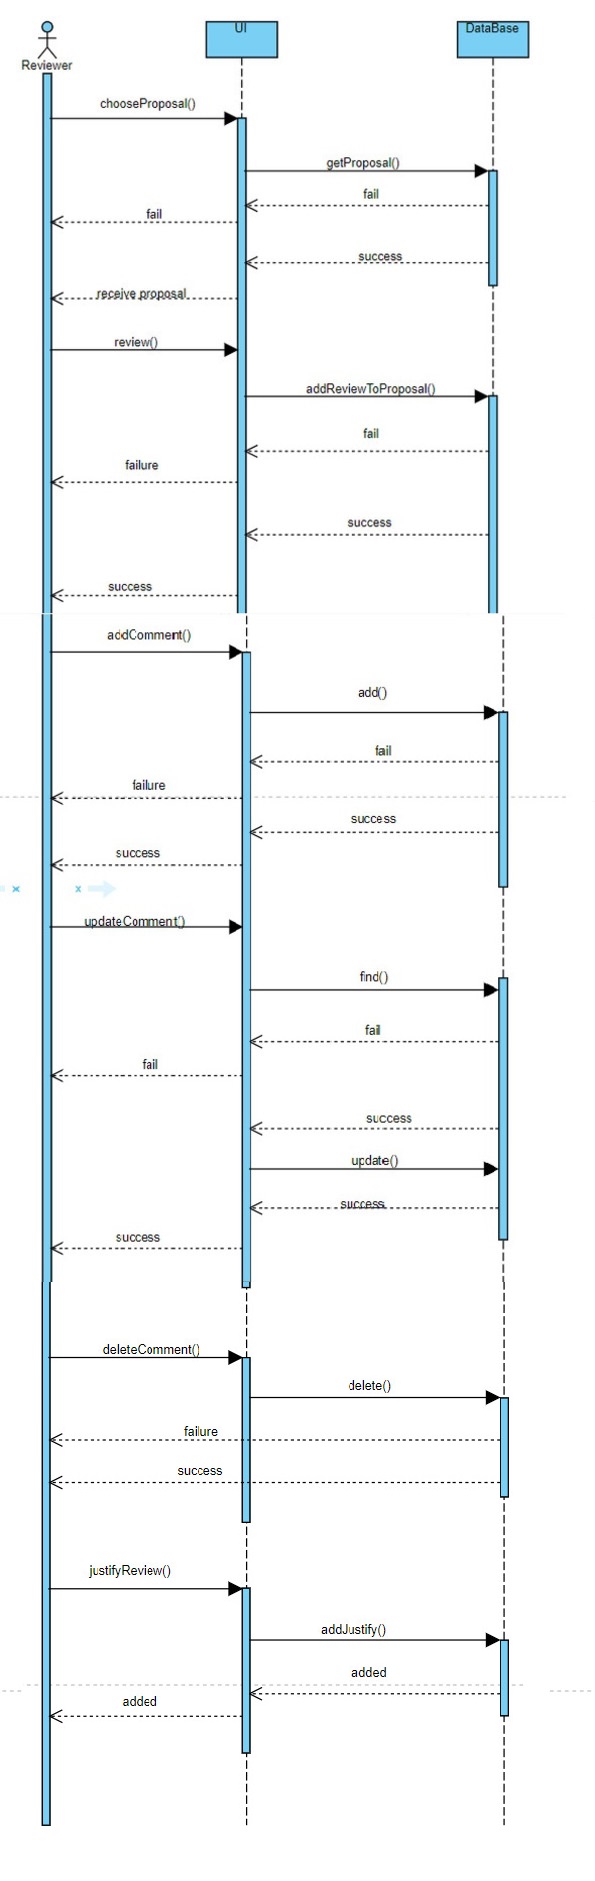 UI
DataBase
Reviewer
chooseProposal()
getProposal()
fail
fail
success
receive proposal
review()
addReviewToProposal()
fail
failure
success
success
addComment()
add()
fail
failure
success
success
updateComment()
find()
fail
fail
success
update()
success
success
deleteComment()
delete()
failure
success
justifyReview()
addJustify()
added
added